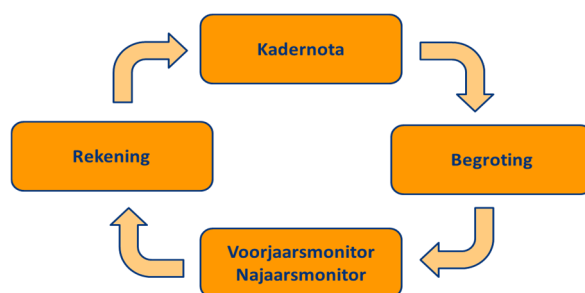 Kadernota
Rekening
Begroting
Voorjaarsmonitor
Najaarsmonitor